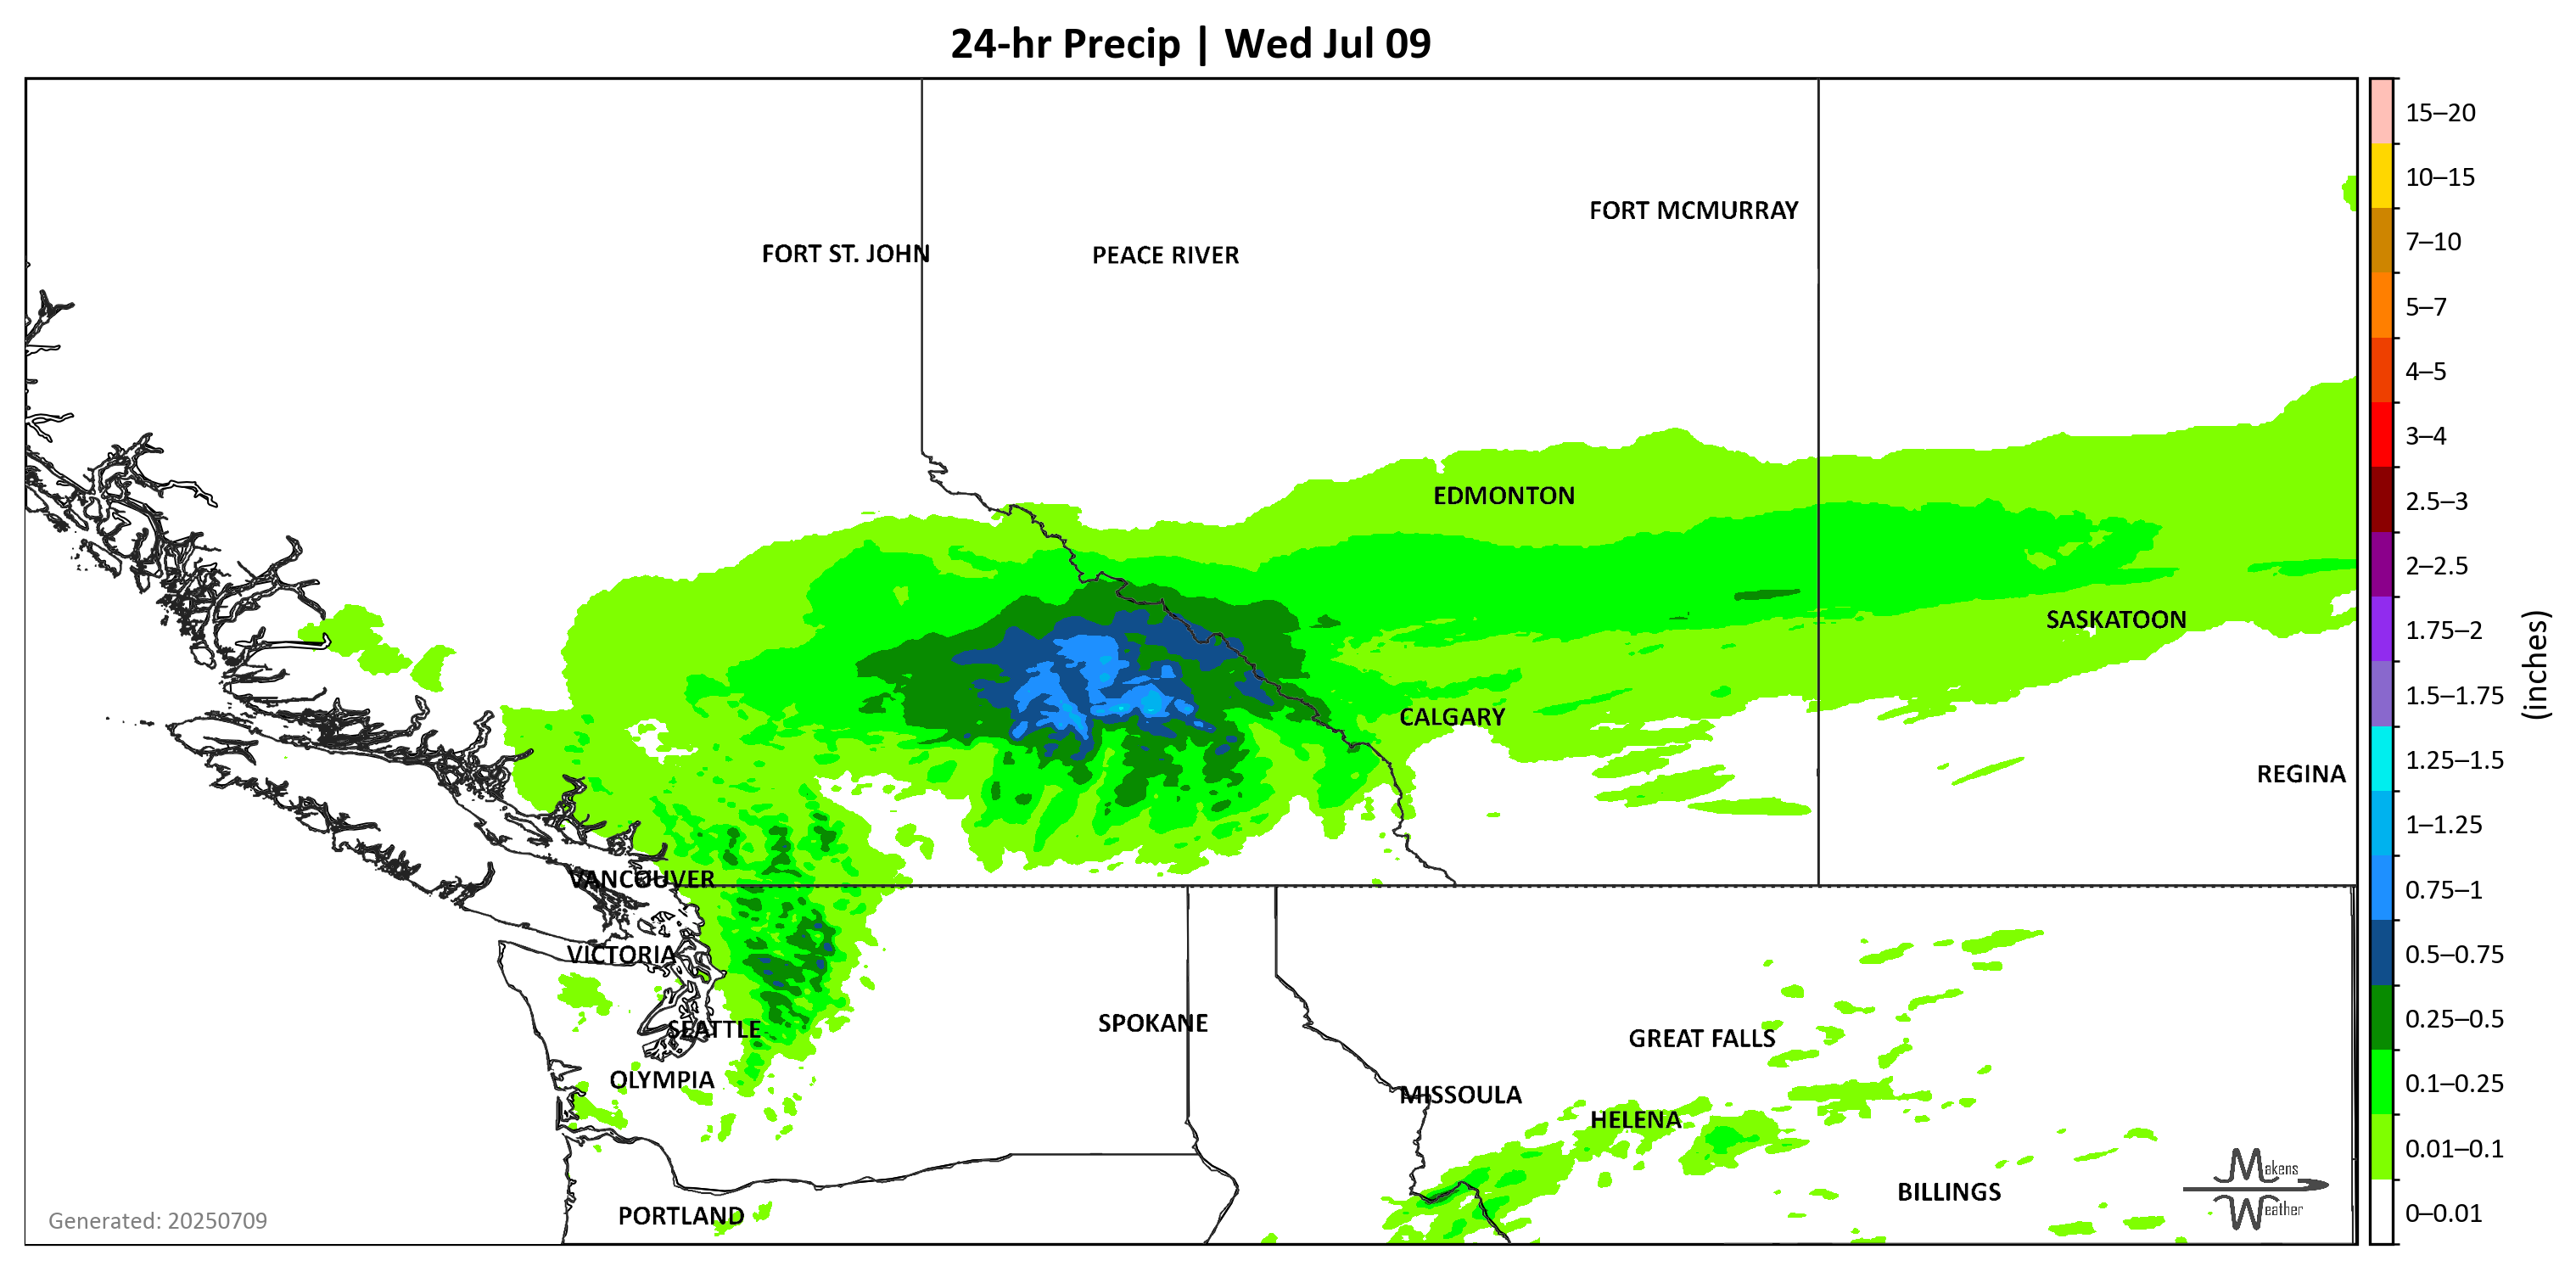 24-hr Precip | Wed Jul 09
15–20
10–15
FORT MCMURRAY
7–10
FORT ST. JOHN
PEACE RIVER
5–7
4–5
3–4
EDMONTON
2.5–3
2–2.5
SASKATOON
1.75–2
(inches)
1.5–1.75
CALGARY
1.25–1.5
REGINA
1–1.25
VANCOUVER
0.75–1
VICTORIA
0.5–0.75
SEATTLE
SPOKANE
GREAT FALLS
0.25–0.5
OLYMPIA
MISSOULA
0.1–0.25
HELENA
0.01–0.1
Makens
BILLINGS
Weather
PORTLAND
Generated: 20250709
0–0.01